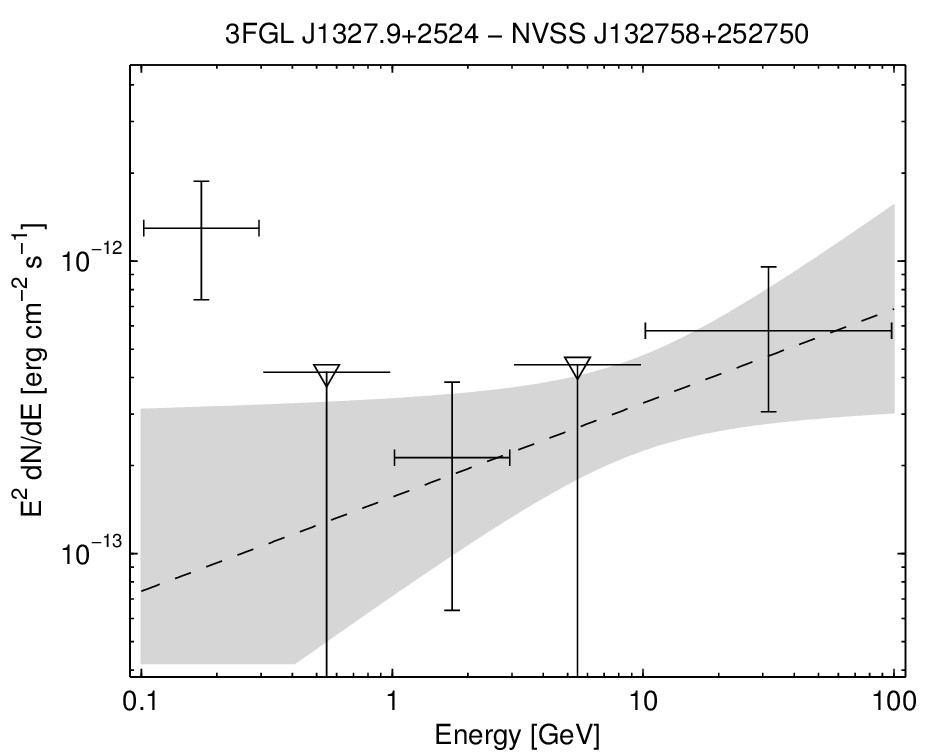 3FGL J1327.9+2524 − NVSS J132758+252750
E² dN/dE [erg cm⁻² s⁻¹]
10⁻¹²
10⁻¹³
0.1 1 10 100
Energy [GeV]